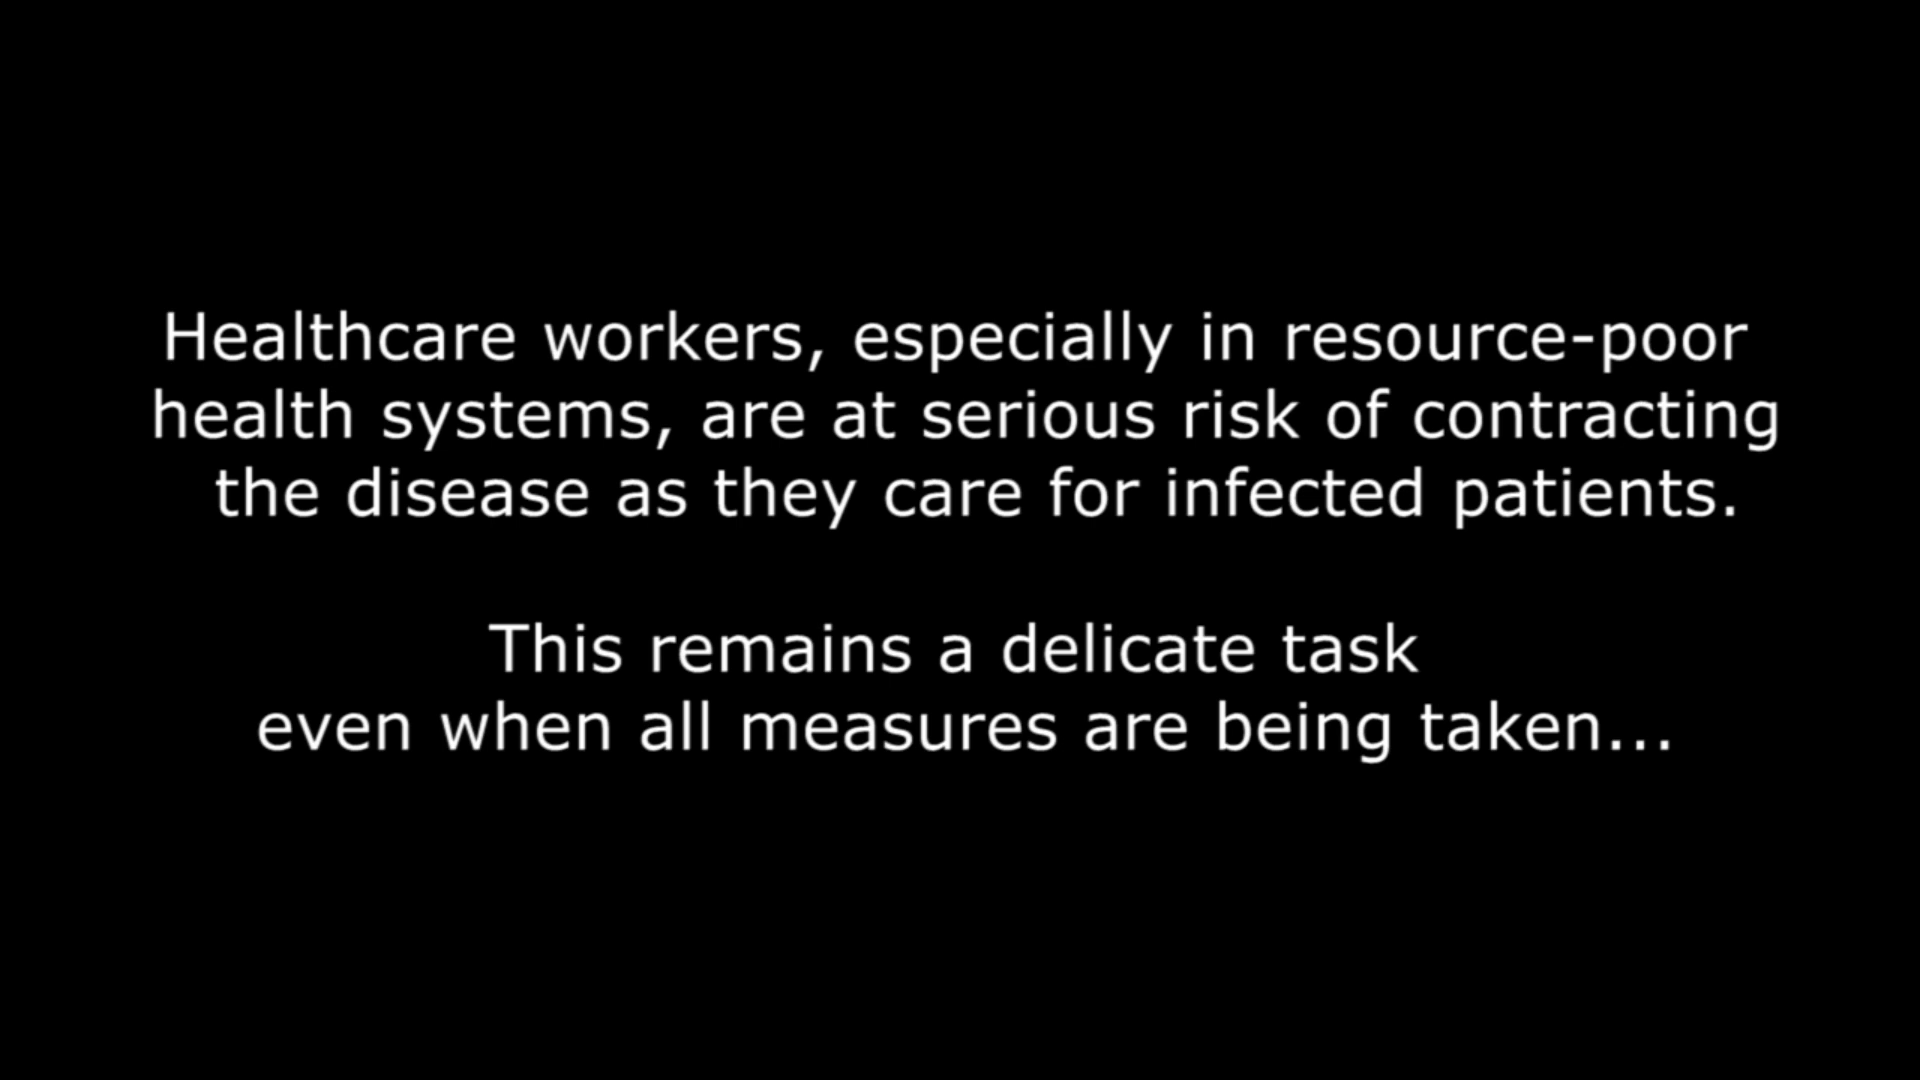 Healthcare workers, especially in resource-poor
health systems, are at serious risk of contracting
the disease as they care for infected patients.
This remains a delicate task
even when all measures are being taken...